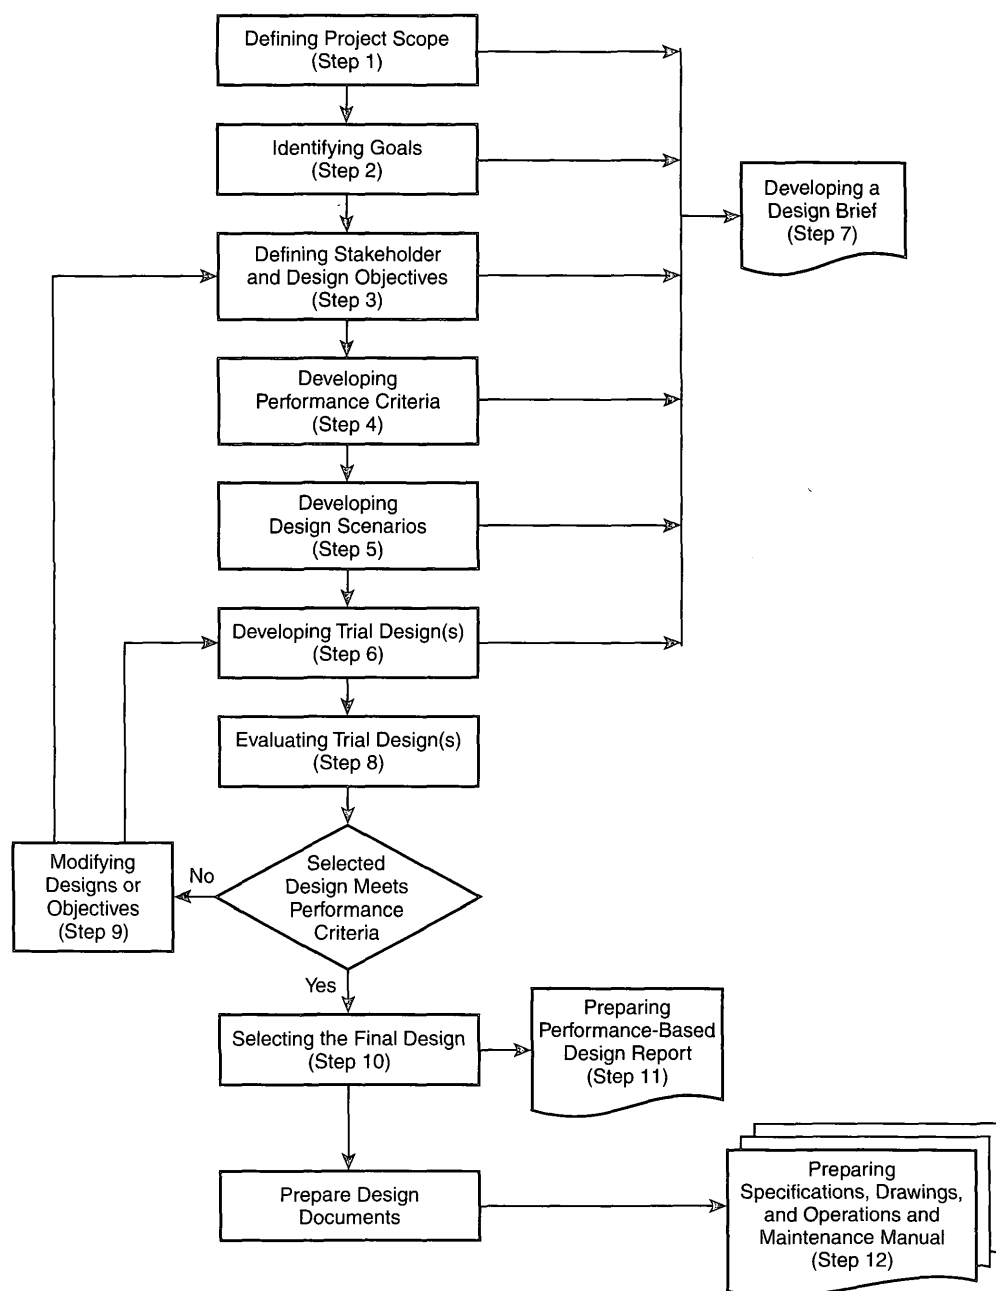 Defining Project Scope
(Step 1)
Identifying Goals
(Step 2)
Developing a
Design Brief
(Step 7)
Defining Stakeholder
and Design Objectives
(Step 3)
Developing
Performance Criteria
(Step 4)
Developing
Design Scenarios
(Step 5)
Developing Trial Design(s)
(Step 6)
Evaluating Trial Design(s)
(Step 8)
Modifying
Designs or
Objectives
(Step 9)
No
Selected
Design Meets
Performance
Criteria
Yes
Selecting the Final Design
(Step 10)
Preparing
Performance-Based
Design Report
(Step 11)
Prepare Design
Documents
Preparing
Specifications, Drawings,
and Operations and
Maintenance Manual
(Step 12)